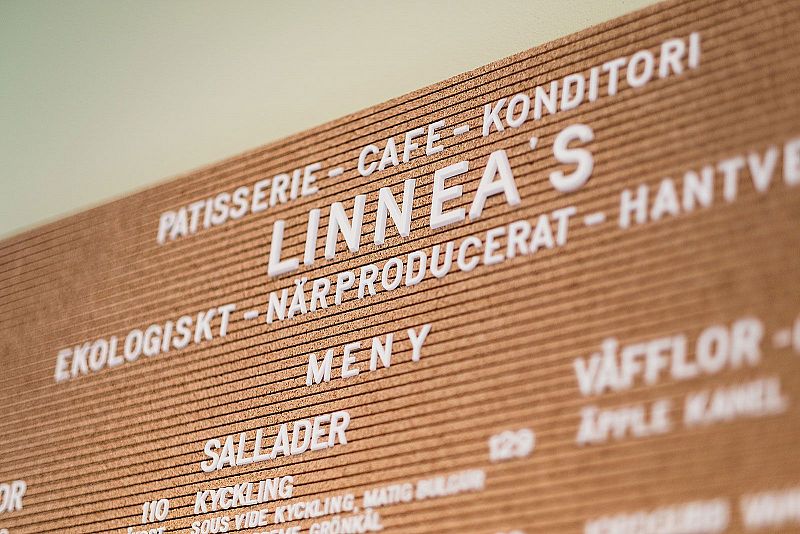 PATISSERIE - CAFE - KONDITORI
LINNEA'S
EKOLOGISKT - NÄRPRODUCERAT - HANTVE
MENY
SALLADER
KYCKLING 129
SOUS VIDE KYCKLING, MATIG BULGUR
GRÖNKÅL
110
VÅFFLOR -
ÄPPLE KANEL